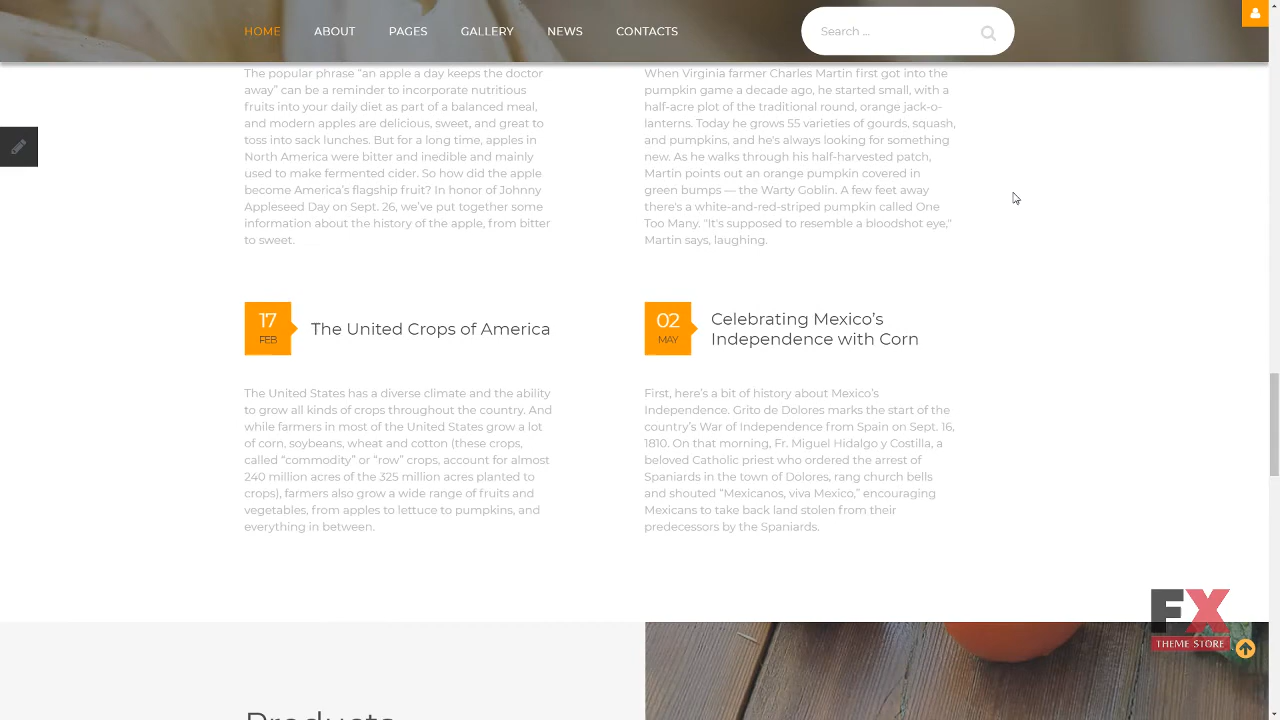 HOME ABOUT PAGES GALLERY NEWS CONTACTS Search ...
The popular phrase "an apple a day keeps the doctor
away" can be a reminder to incorporate nutritious
fruits into your daily diet as part of a balanced meal,
and modern apples are delicious, sweet, and great to
toss into sack lunches. But for a long time, apples in
North America were bitter and inedible and mainly
used to make fermented cider. So how did the apple
become America's flagship fruit? In honor of Johnny
Appleseed Day on Sept. 26, we've put together some
information about the history of the apple, from bitter
to sweet.
When Virginia farmer Charles Martin first got into the
pumpkin game a decade ago, he started small, with a
half-acre plot of the traditional round, orange jack-o-
lanterns. Today he grows 55 varieties of gourds, squash,
and pumpkins, and he's always looking for something
new. As he walks through his half-harvested patch,
Martin points out an orange pumpkin covered in
green bumps — the Warty Goblin. A few feet away
there's a white-and-red-striped pumpkin called One
Too Many. "It's supposed to resemble a bloodshot eye,"
Martin says, laughing.
17
FEB
The United Crops of America
02
MAY
Celebrating Mexico's
Independence with Corn
The United States has a diverse climate and the ability
to grow all kinds of crops throughout the country. And
while farmers in most of the United States grow a lot
of corn, soybeans, wheat and cotton (these crops,
called “commodity” or “row” crops, account for almost
240 million acres of the 325 million acres planted to
crops), farmers also grow a wide range of fruits and
vegetables, from apples to lettuce to pumpkins, and
everything in between.
First, here's a bit of history about Mexico's
Independence. Grito de Dolores marks the start of the
country's War of Independence from Spain on Sept. 16,
1810. On that morning, Fr. Miguel Hidalgo y Costilla, a
beloved Catholic priest who ordered the arrest of
Spaniards in the town of Dolores, rang church bells
and shouted “Mexicanos, viva Mexico,” encouraging
Mexicans to take back land stolen from their
predecessors by the Spaniards.
FX
THEME STORE
Products